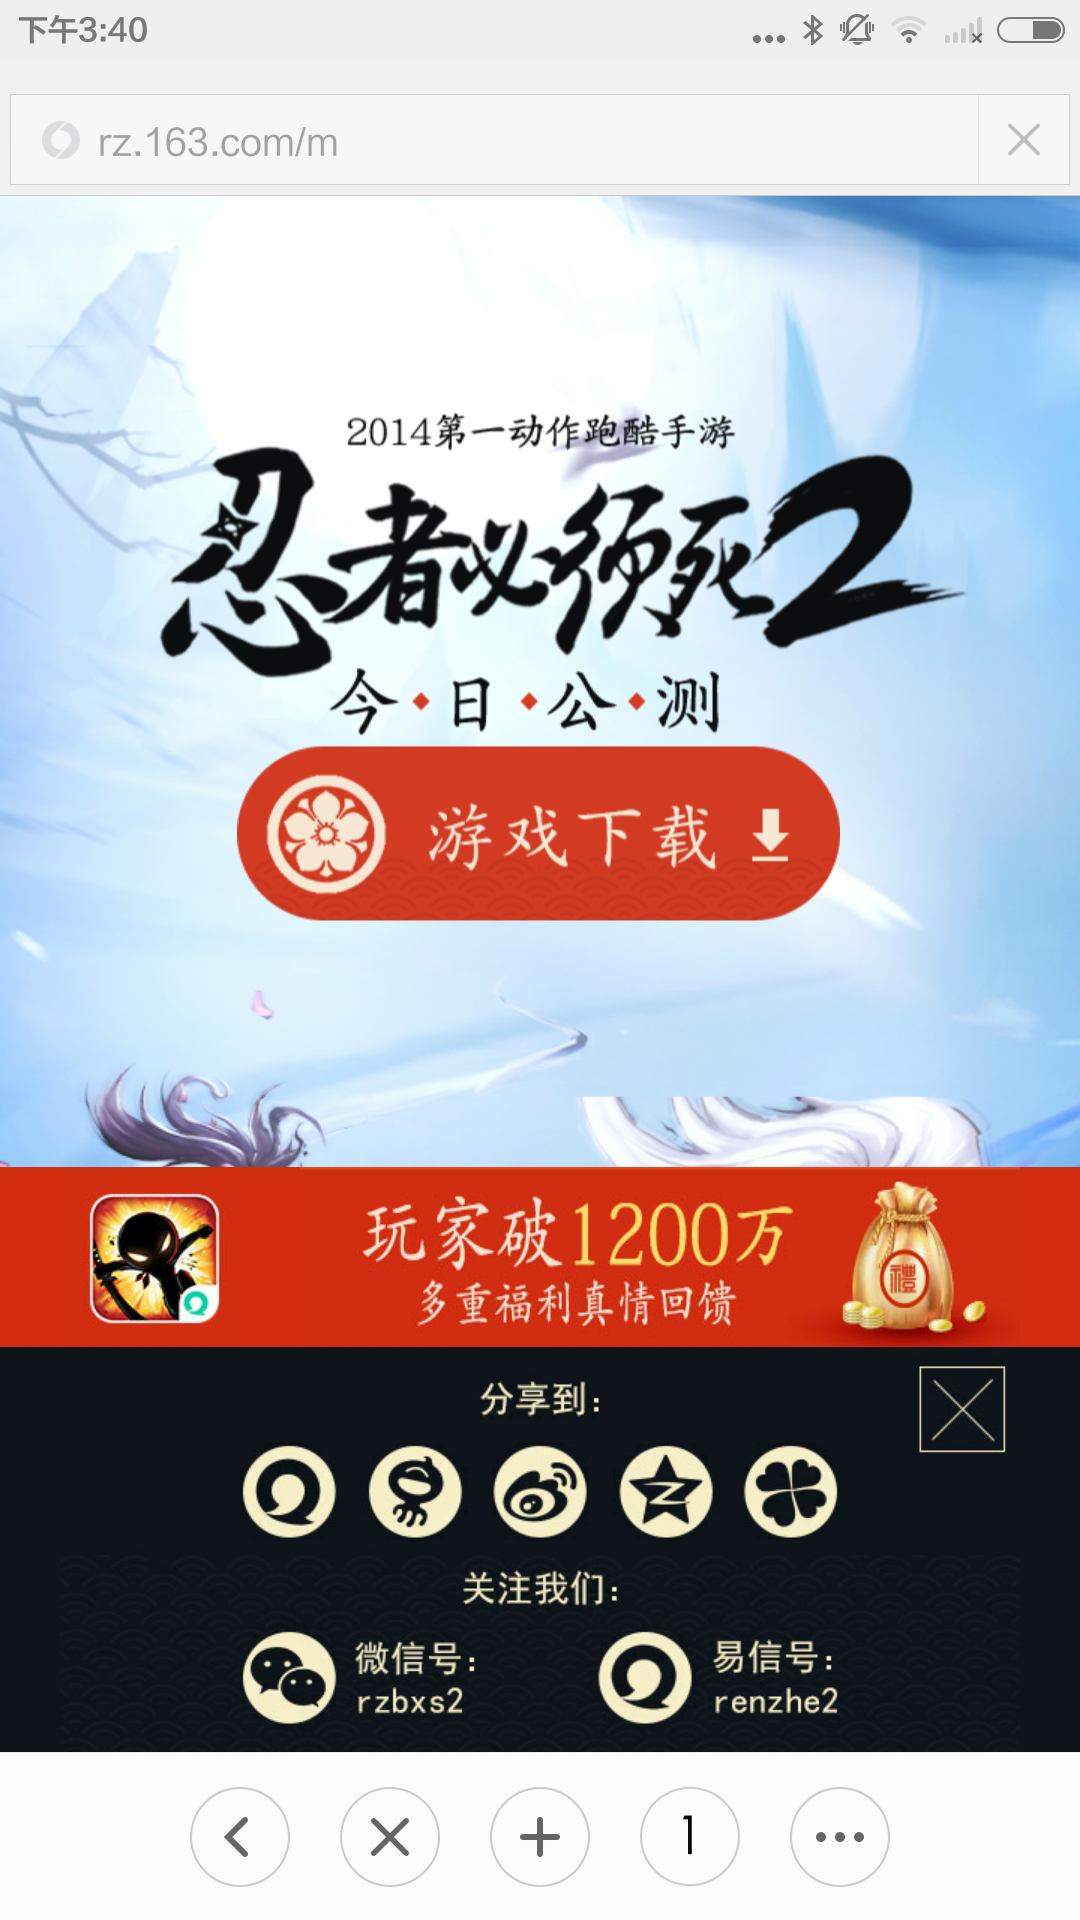 下午3:40
rz.163.com/m
2014第一动作跑酷手游
忍者必须死2
今·日·公·测
游戏下载
玩家破1200万
多重福利真情回馈
禮
分享到：
关注我们：
微信号：
rzbxs2
易信号：
renzhe2
1